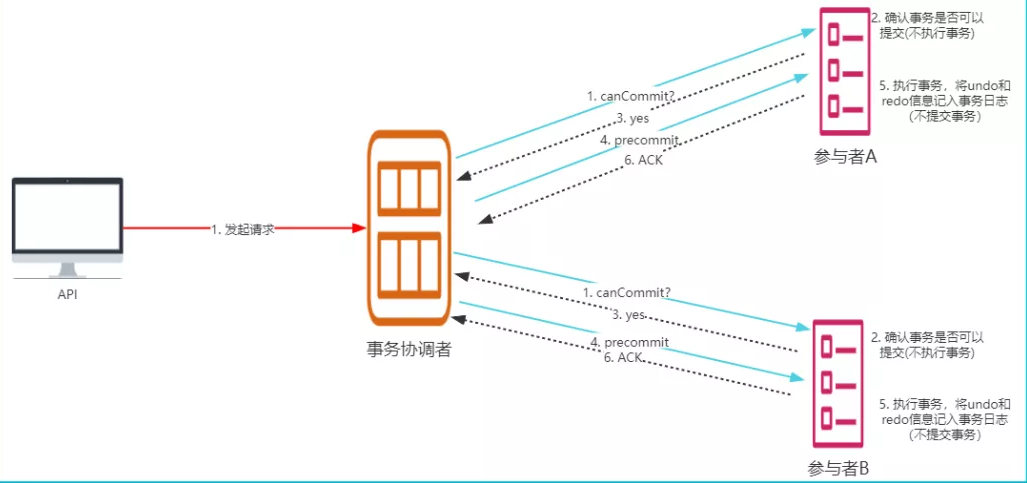 2. 确认事务是否可以
提交(不执行事务)
1. canCommit?
3. yes
4. precommit
6. ACK
5. 执行事务，将undo和
redo信息记入事务日志
(不提交事务)
参与者A
1. 发起请求
API
事务协调者
1. canCommit?
3. yes
4. precommit
6. ACK
2. 确认事务是否可以
提交(不执行事务)
5. 执行事务，将undo和
redo信息记入事务日志
(不提交事务)
参与者B